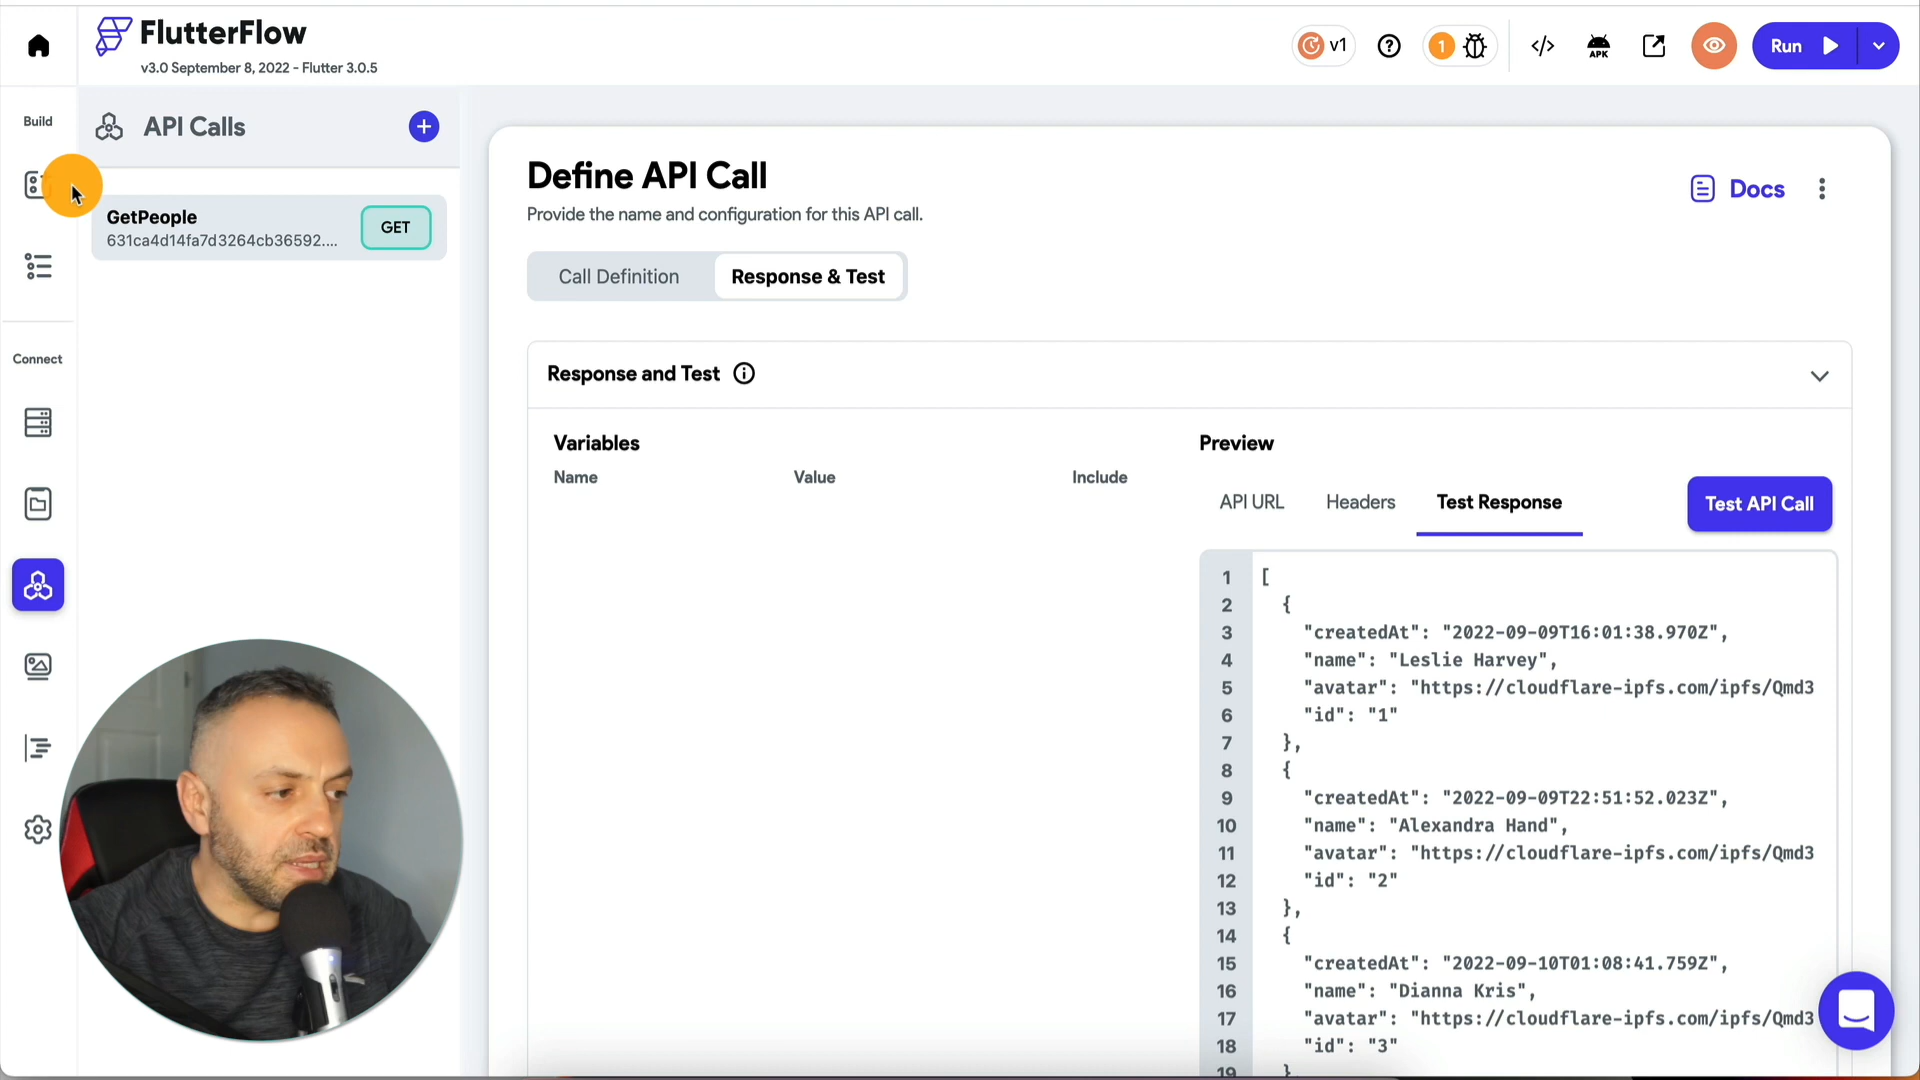 FlutterFlow
v3.0 September 8, 2022 - Flutter 3.0.5
v1
1
APK
Run
Build
API Calls
GetPeople
631ca4d14fa7d3264cb36592....
GET
Connect
Define API Call
Provide the name and configuration for this API call.
Docs
Call Definition
Response & Test
Response and Test
Variables
Name
Value
Include
Preview
API URL
Headers
Test Response
Test API Call
1 [
2 {
3 "createdAt": "2022-09-09T16:01:38.970Z",
4 "name": "Leslie Harvey",
5 "avatar": "https://cloudflare-ipfs.com/ipfs/Qmd3
6 "id": "1"
7 },
8 {
9 "createdAt": "2022-09-09T22:51:52.023Z",
10 "name": "Alexandra Hand",
11 "avatar": "https://cloudflare-ipfs.com/ipfs/Qmd3
12 "id": "2"
13 },
14 {
15 "createdAt": "2022-09-10T01:08:41.759Z",
16 "name": "Dianna Kris",
17 "avatar": "https://cloudflare-ipfs.com/ipfs/Qmd3
18 "id": "3"
19 }